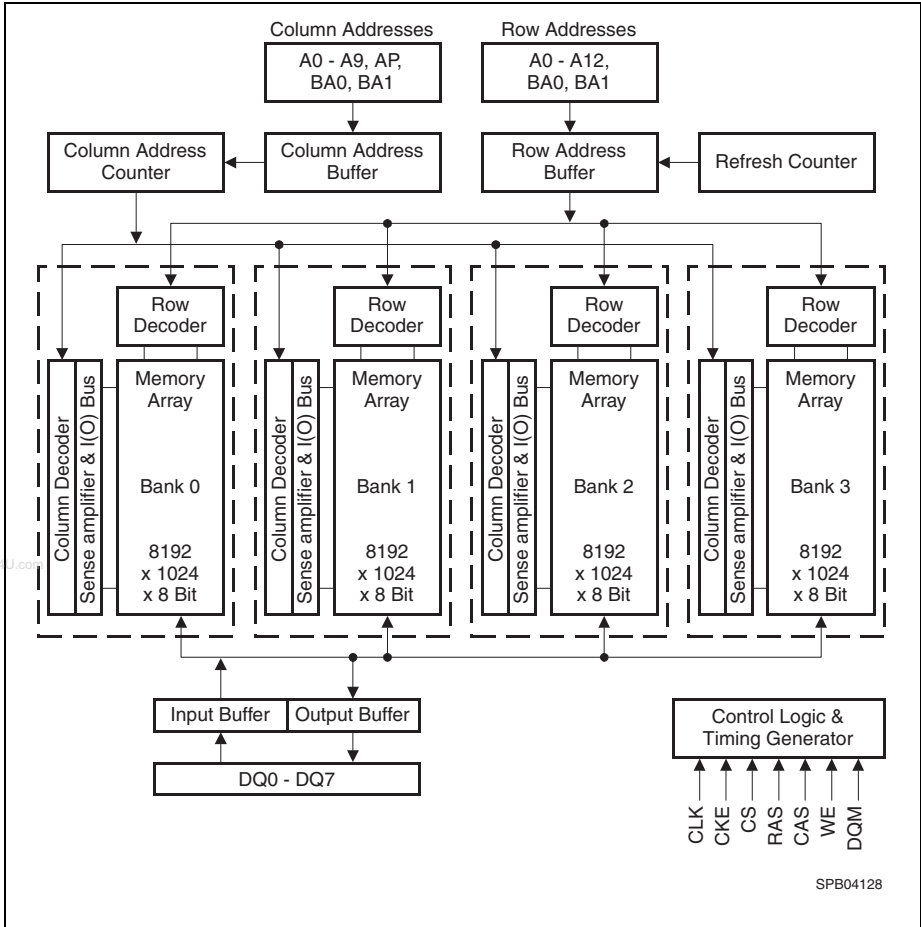 Column Addresses
Row Addresses
A0 - A9, AP,
BA0, BA1
A0 - A12,
BA0, BA1
Column Address
Counter
Column Address
Buffer
Row Address
Buffer
Refresh Counter
Row
Decoder
Row
Decoder
Row
Decoder
Row
Decoder
Column Decoder
Sense amplifier & I(O) Bus
Memory
Array
Bank 0
8192
x 1024
x 8 Bit
Column Decoder
Sense amplifier & I(O) Bus
Memory
Array
Bank 1
8192
x 1024
x 8 Bit
Column Decoder
Sense amplifier & I(O) Bus
Memory
Array
Bank 2
8192
x 1024
x 8 Bit
Column Decoder
Sense amplifier & I(O) Bus
Memory
Array
Bank 3
8192
x 1024
x 8 Bit
Input Buffer
Output Buffer
DQ0 - DQ7
Control Logic &
Timing Generator
CLK
CKE
CS
RAS
CAS
WE
DQM
SPB04128